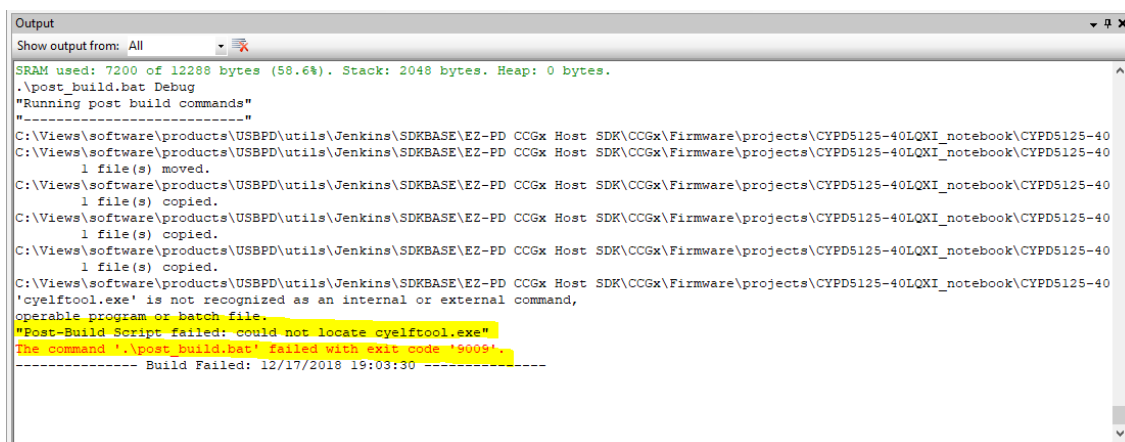 Output
Show output from: All
SRAM used: 7200 of 12288 bytes (58.6%). Stack: 2048 bytes. Heap: 0 bytes.
.\post_build.bat Debug
"Running post build commands"
"---------------------------"
C:\Views\software\products\USBPD\utils\Jenkins\SDKBASE\EZ-PD CCGx Host SDK\CCGx\Firmware\projects\CYPD5125-40LQXI_notebook\CYPD5125-40
C:\Views\software\products\USBPD\utils\Jenkins\SDKBASE\EZ-PD CCGx Host SDK\CCGx\Firmware\projects\CYPD5125-40LQXI_notebook\CYPD5125-40
1 file(s) moved.
C:\Views\software\products\USBPD\utils\Jenkins\SDKBASE\EZ-PD CCGx Host SDK\CCGx\Firmware\projects\CYPD5125-40LQXI_notebook\CYPD5125-40
1 file(s) copied.
C:\Views\software\products\USBPD\utils\Jenkins\SDKBASE\EZ-PD CCGx Host SDK\CCGx\Firmware\projects\CYPD5125-40LQXI_notebook\CYPD5125-40
1 file(s) copied.
C:\Views\software\products\USBPD\utils\Jenkins\SDKBASE\EZ-PD CCGx Host SDK\CCGx\Firmware\projects\CYPD5125-40LQXI_notebook\CYPD5125-40
1 file(s) copied.
C:\Views\software\products\USBPD\utils\Jenkins\SDKBASE\EZ-PD CCGx Host SDK\CCGx\Firmware\projects\CYPD5125-40LQXI_notebook\CYPD5125-40
'cyelftool.exe' is not recognized as an internal or external command,
operable program or batch file.
"Post-Build Script failed: could not locate cyelftool.exe"
The command '.\post_build.bat' failed with exit code '9009'.
--------------- Build Failed: 12/17/2018 19:03:30 ---------------